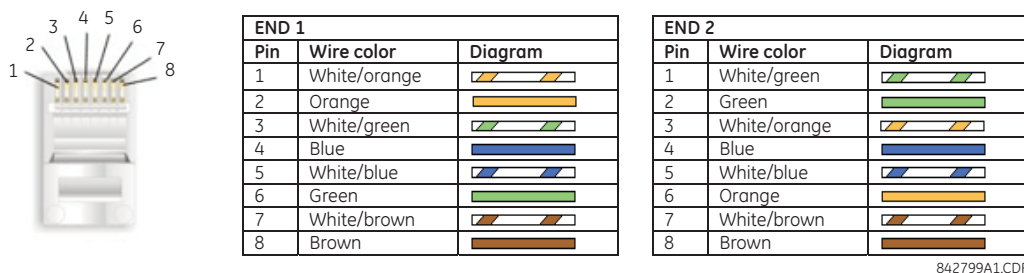 1 2 3 4 5 6 7 8
END 1
Pin Wire color Diagram
1 White/orange
2 Orange
3 White/green
4 Blue
5 White/blue
6 Green
7 White/brown
8 Brown
END 2
Pin Wire color Diagram
1 White/green
2 Green
3 White/orange
4 Blue
5 White/blue
6 Orange
7 White/brown
8 Brown
842799A1.CDR